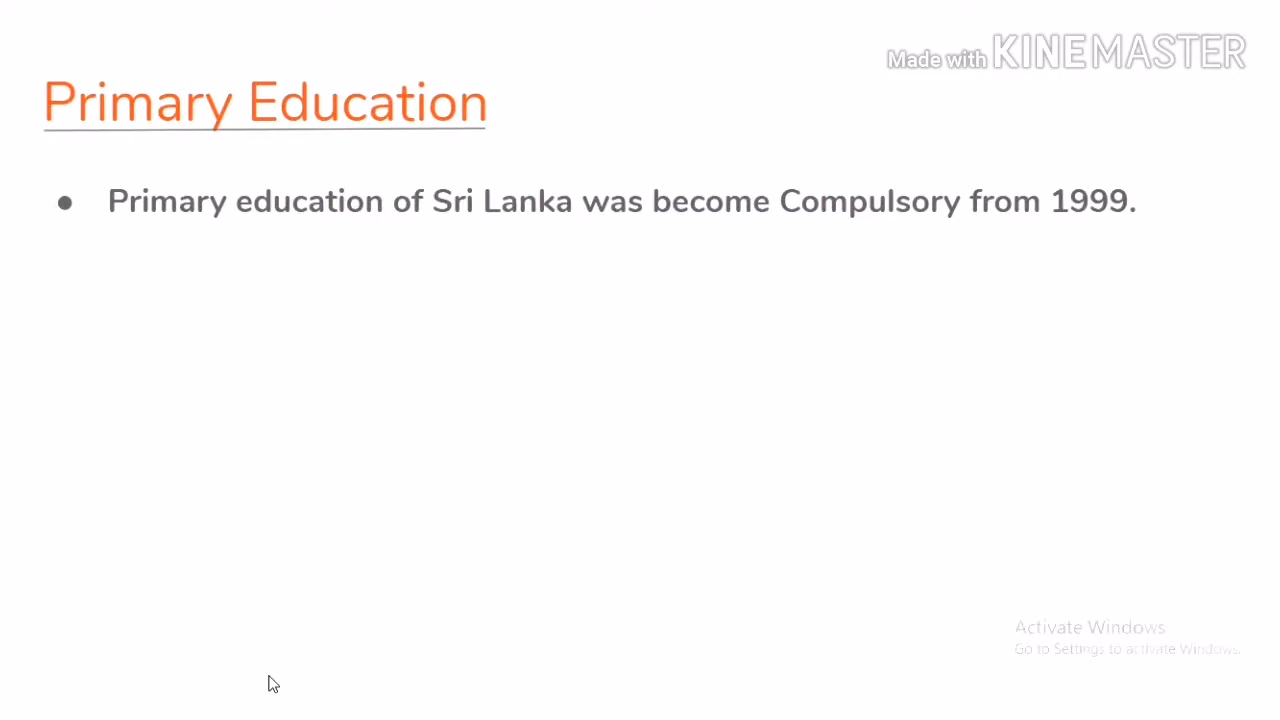 Made with KINEMASTER
Primary Education
● Primary education of Sri Lanka was become Compulsory from 1999.
Activate Windows
Go to Settings to activate Windows.